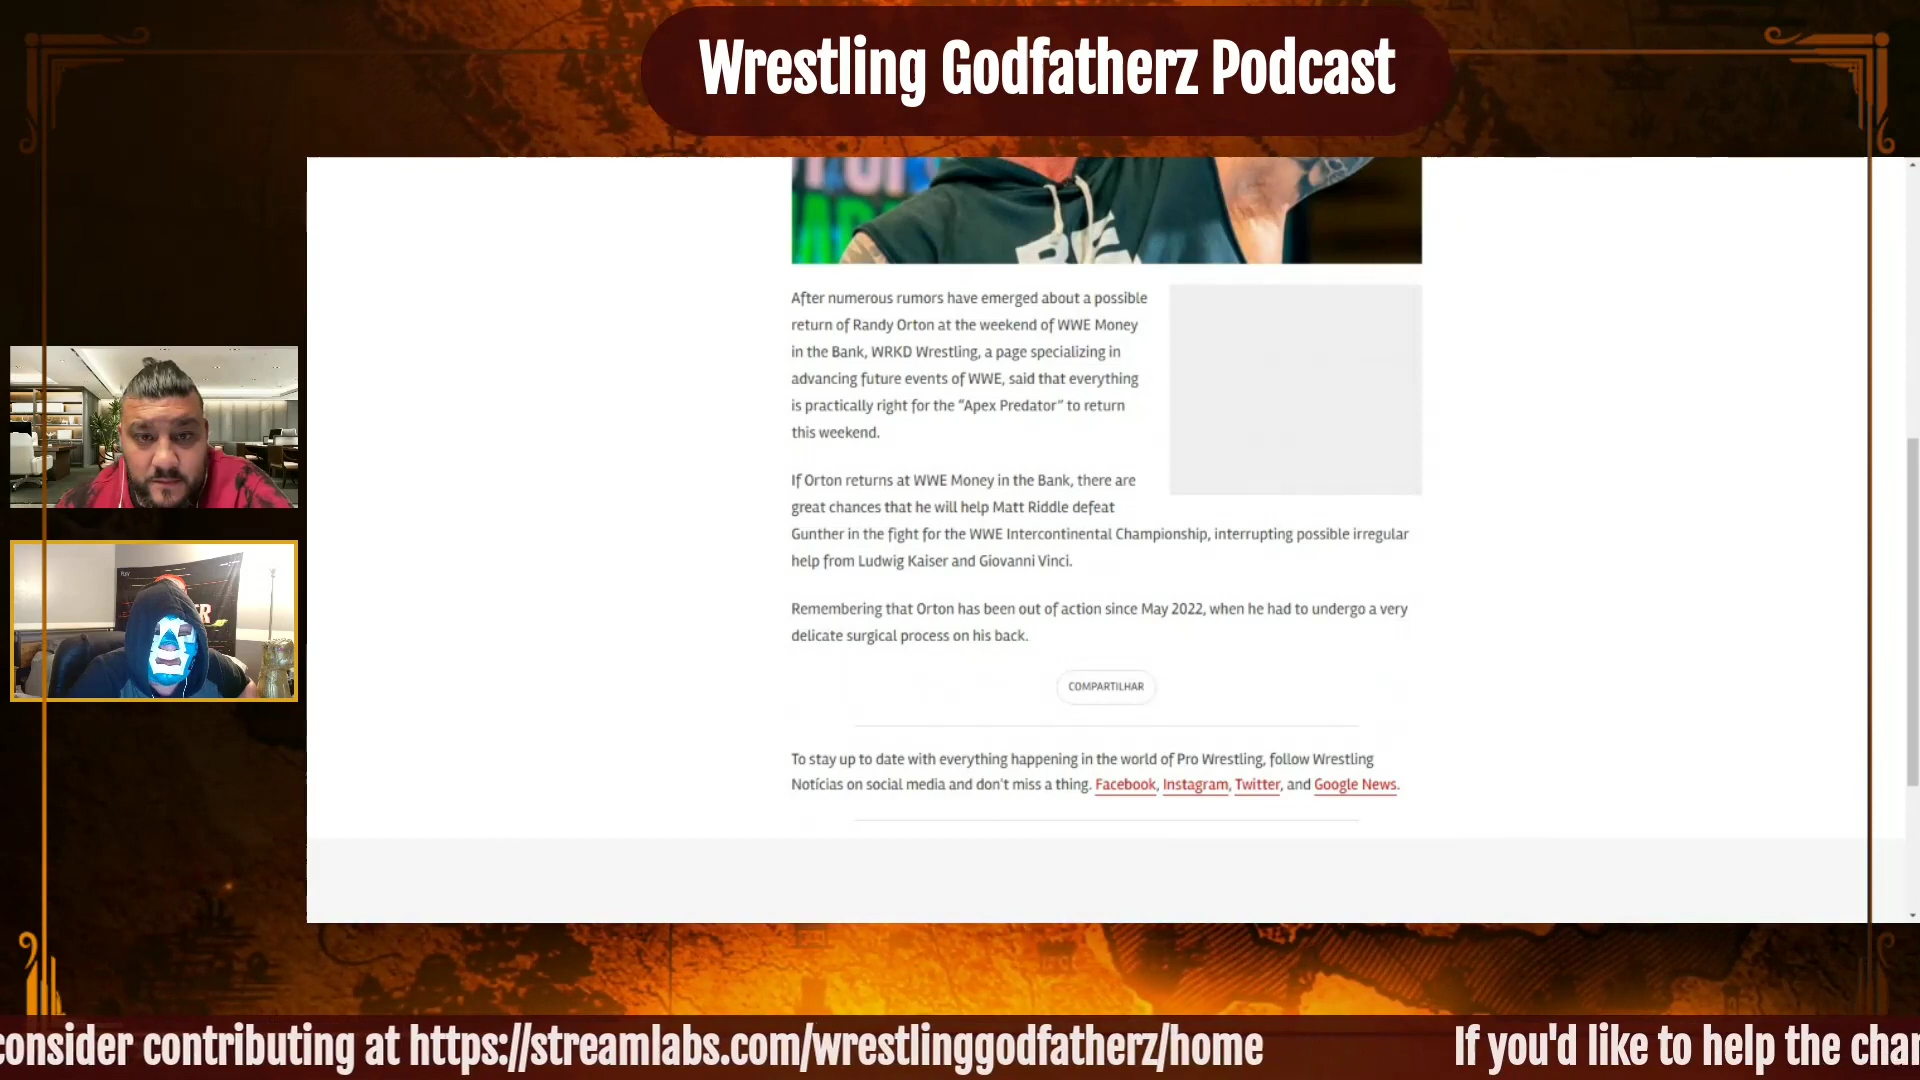 Wrestling Godfatherz Podcast
After numerous rumors have emerged about a possible
return of Randy Orton at the weekend of WWE Money
in the Bank, WRKD Wrestling, a page specializing in
advancing future events of WWE, said that everything
is practically right for the “Apex Predator” to return
this weekend.
If Orton returns at WWE Money in the Bank, there are
great chances that he will help Matt Riddle defeat
Gunther in the fight for the WWE Intercontinental Championship, interrupting possible irregular
help from Ludwig Kaiser and Giovanni Vinci.
Remembering that Orton has been out of action since May 2022, when he had to undergo a very
delicate surgical process on his back.
COMPARTILHAR
To stay up to date with everything happening in the world of Pro Wrestling, follow Wrestling
Notícias on social media and don't miss a thing. Facebook, Instagram, Twitter, and Google News.
consider contributing at https://streamlabs.com/wrestlinggodfatherz/home If you'd like to help the chan